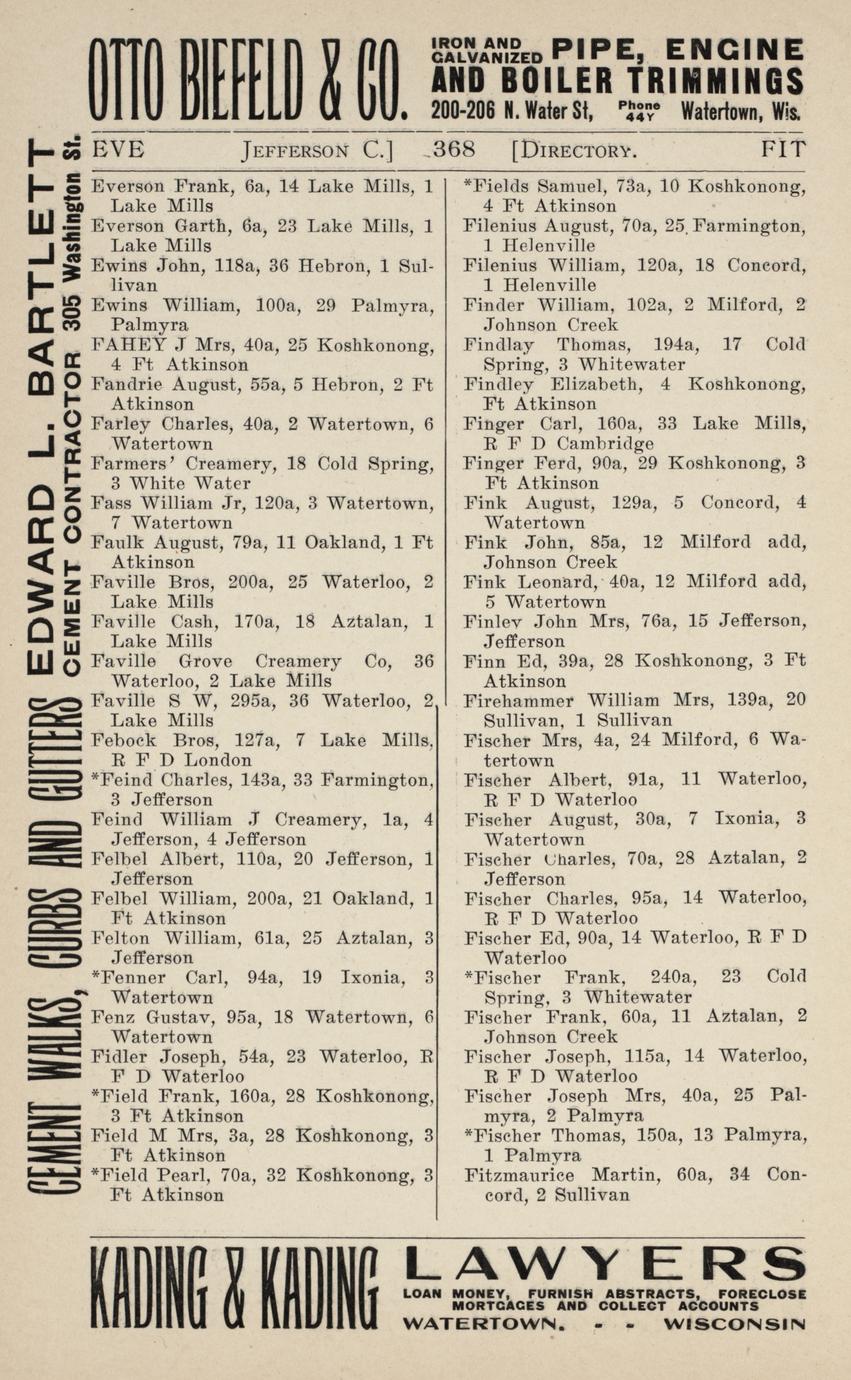 OTTO BIEFELD & CO.
IRON AND GALVANIZED PIPE, ENGINE
AND BOILER TRIMMINGS
200-206 N. Water St, Phone 44Y Watertown, Wis.
EVE JEFFERSON C.] 368 [DIRECTORY. FIT
EDWARD L. BARTLETT
CEMENT CONTRACTOR 305 Washington St.
CEMENT WALKS, CURBS AND GUTTERS
Everson Frank, 6a, 14 Lake Mills, 1
Lake Mills
Everson Garth, 6a, 23 Lake Mills, 1
Lake Mills
Ewins John, 118a, 36 Hebron, 1 Sul-
livan
Ewins William, 100a, 29 Palmyra,
Palmyra
FAHEY J Mrs, 40a, 25 Koshkonong,
4 Ft Atkinson
Fandrie August, 55a, 5 Hebron, 2 Ft
Atkinson
Farley Charles, 40a, 2 Watertown, 6
Watertown
Farmers' Creamery, 18 Cold Spring,
3 White Water
Fass William Jr, 120a, 3 Watertown,
7 Watertown
Faulk August, 79a, 11 Oakland, 1 Ft
Atkinson
Faville Bros, 200a, 25 Waterloo, 2
Lake Mills
Faville Cash, 170a, 18 Aztalan, 1
Lake Mills
Faville Grove Creamery Co, 36
Waterloo, 2 Lake Mills
Faville S W, 295a, 36 Waterloo, 2
Lake Mills
Febock Bros, 127a, 7 Lake Mills,
R F D London
*Feind Charles, 143a, 33 Farmington,
3 Jefferson
Feind William J Creamery, 1a, 4
Jefferson, 4 Jefferson
Felbel Albert, 110a, 20 Jefferson, 1
Jefferson
Felbel William, 200a, 21 Oakland, 1
Ft Atkinson
Felton William, 61a, 25 Aztalan, 3
Jefferson
*Fenner Carl, 94a, 19 Ixonia, 3
Watertown
Fenz Gustav, 95a, 18 Watertown, 6
Watertown
Fidler Joseph, 54a, 23 Waterloo, R
F D Waterloo
*Field Frank, 160a, 28 Koshkonong,
3 Ft Atkinson
Field M Mrs, 3a, 28 Koshkonong, 3
Ft Atkinson
*Field Pearl, 70a, 32 Koshkonong, 3
Ft Atkinson
*Fields Samuel, 73a, 10 Koshkonong,
4 Ft Atkinson
Filenius August, 70a, 25 Farmington,
1 Helenville
Filenius William, 120a, 18 Concord,
1 Helenville
Finder William, 102a, 2 Milford, 2
Johnson Creek
Findlay Thomas, 194a, 17 Cold
Spring, 3 Whitewater
Findley Elizabeth, 4 Koshkonong,
Ft Atkinson
Finger Carl, 160a, 33 Lake Mills,
R F D Cambridge
Finger Ferd, 90a, 29 Koshkonong, 3
Ft Atkinson
Fink August, 129a, 5 Concord, 4
Watertown
Fink John, 85a, 12 Milford add,
Johnson Creek
Fink Leonard, 40a, 12 Milford add,
5 Watertown
Finlev John Mrs, 76a, 15 Jefferson,
Jefferson
Finn Ed, 39a, 28 Koshkonong, 3 Ft
Atkinson
Firehammer William Mrs, 139a, 20
Sullivan, 1 Sullivan
Fischer Mrs, 4a, 24 Milford, 6 Wa-
tertown
Fischer Albert, 91a, 11 Waterloo,
R F D Waterloo
Fischer August, 30a, 7 Ixonia, 3
Watertown
Fischer Charles, 70a, 28 Aztalan, 2
Jefferson
Fischer Charles, 95a, 14 Waterloo,
R F D Waterloo
Fischer Ed, 90a, 14 Waterloo, R F D
Waterloo
*Fischer Frank, 240a, 23 Cold
Spring, 3 Whitewater
Fischer Frank, 60a, 11 Aztalan, 2
Johnson Creek
Fischer Joseph, 115a, 14 Waterloo,
R F D Waterloo
Fischer Joseph Mrs, 40a, 25 Pal-
myra, 2 Palmyra
*Fischer Thomas, 150a, 13 Palmyra,
1 Palmyra
Fitzmaurice Martin, 60a, 34 Con-
cord, 2 Sullivan
KADING & KADING
LAWYERS
LOAN MONEY, FURNISH ABSTRACTS, FORECLOSE
MORTGAGES AND COLLECT ACCOUNTS
WATERTOWN. - - WISCONSIN